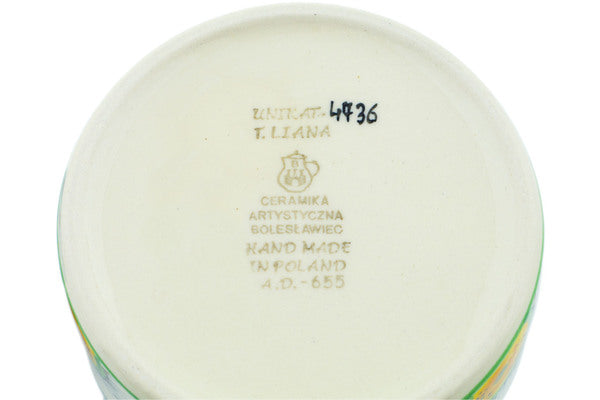 UNIKAT-4736
T. LIANA
B
CERAMIKA
ARTYSTYCZNA
BOLESŁAWIEC
HAND MADE
IN POLAND
A.D.-655